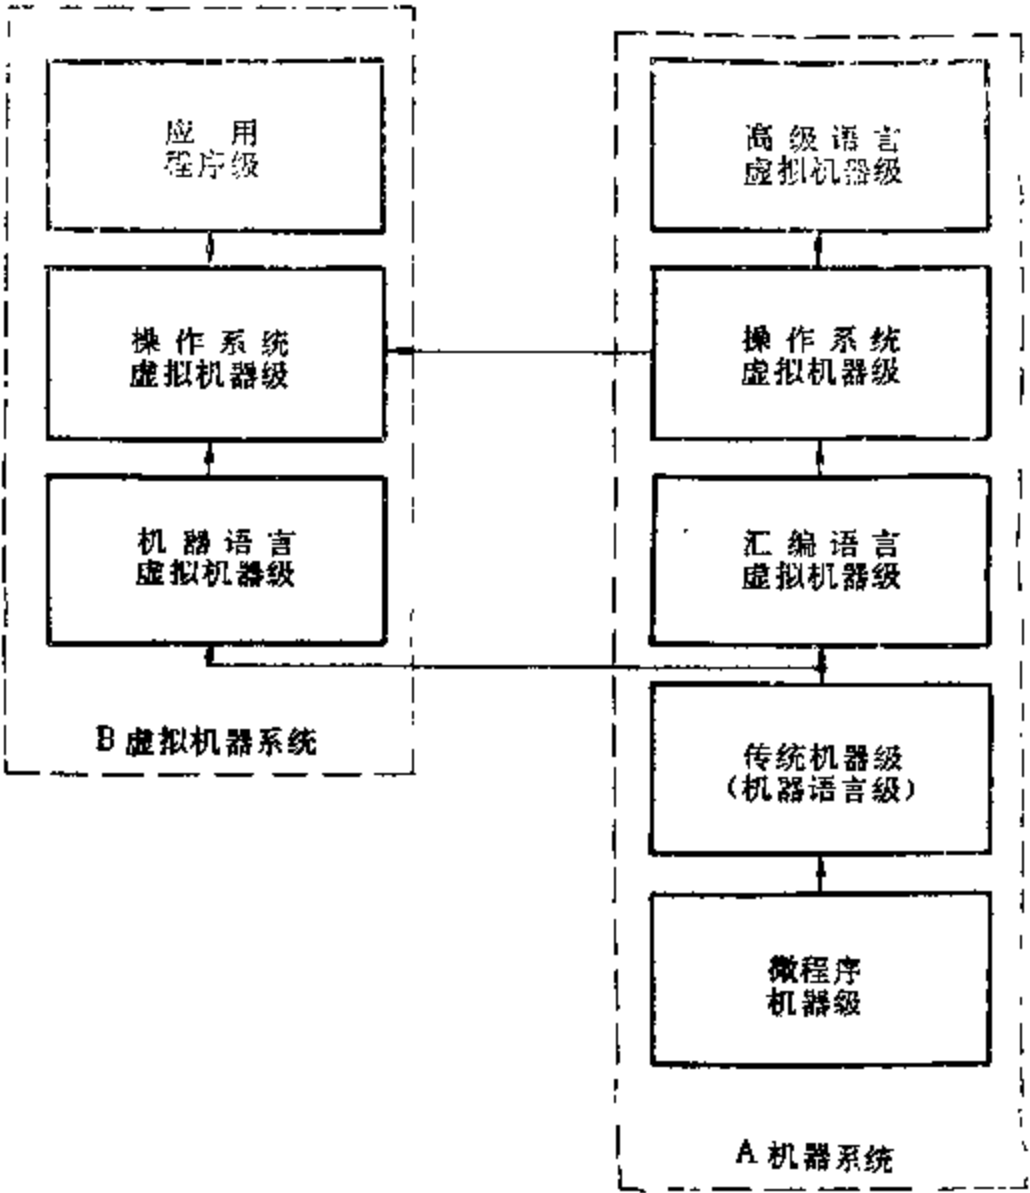 应用
程序级
操作系统
虚拟机器级
机器语言
虚拟机器级
B虚拟机器系统
高级语言
虚拟机器级
操作系统
虚拟机器级
汇编语言
虚拟机器级
传统机器级
（机器语言级）
微程序
机器级
A机器系统